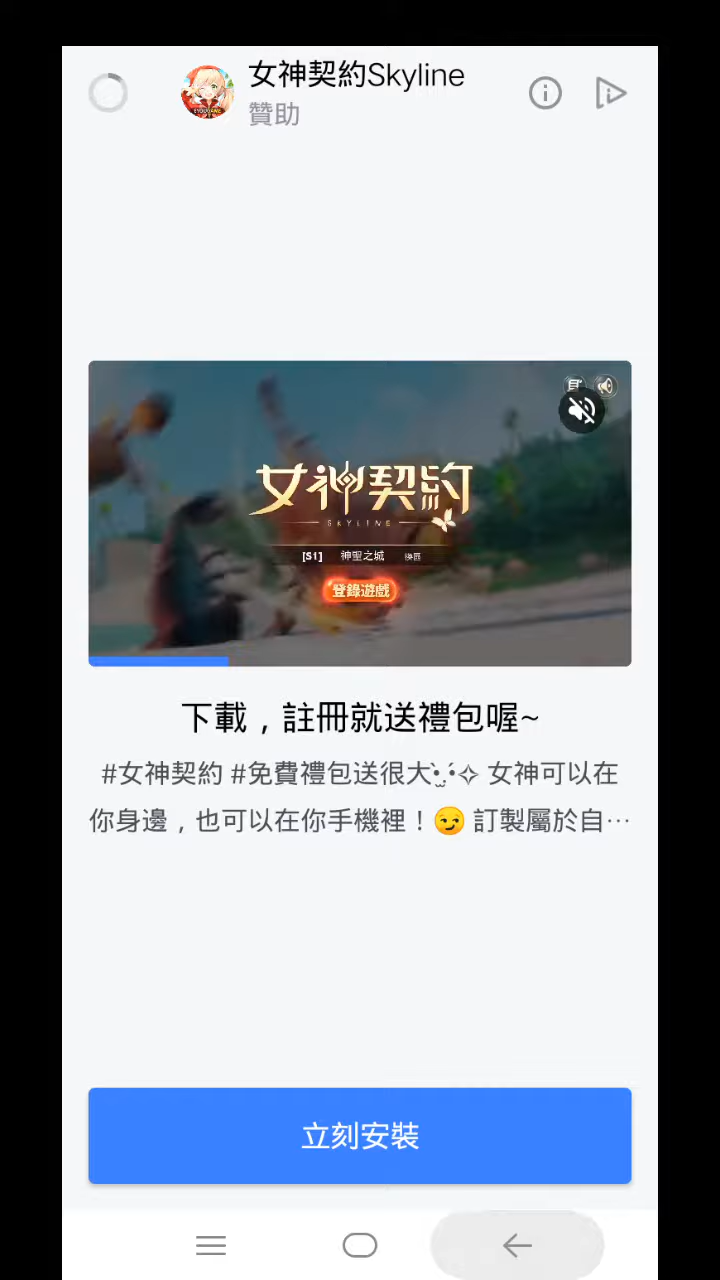 女神契約Skyline
贊助
女神契約
SKYLINE
[S1] 神聖之城 換區
登錄遊戲
下載，註冊就送禮包喔~
#女神契約 #免費禮包送很大•̀.̫•́✧ 女神可以在
你身邊，也可以在你手機裡！😏 訂製屬於自…
立刻安裝